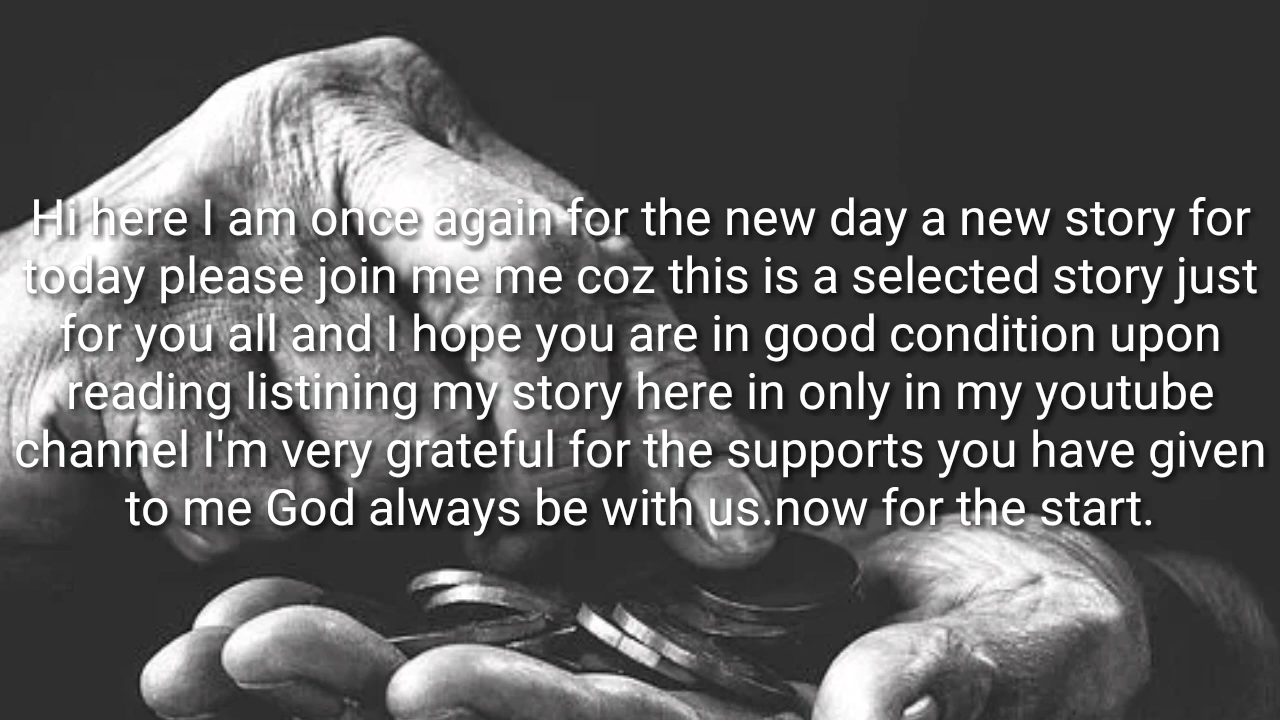 Hi here I am once again for the new day a new story for
today please join me me coz this is a selected story just
for you all and I hope you are in good condition upon
reading listining my story here in only in my youtube
channel I'm very grateful for the supports you have given
to me God always be with us.now for the start.